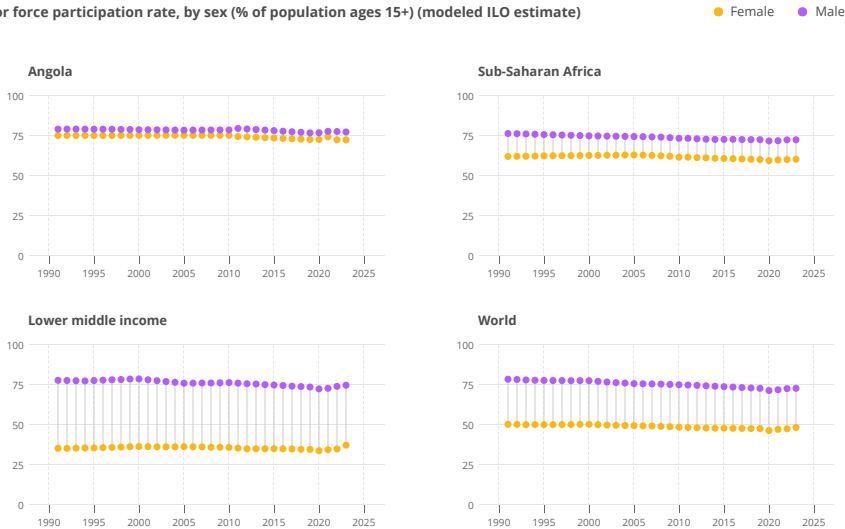 force participation rate, by sex (% of population ages 15+) (modeled ILO estimate)
Female Male
Angola
100
75
50
25
0
1990 1995 2000 2005 2010 2015 2020 2025
Sub-Saharan Africa
100
75
50
25
0
1990 1995 2000 2005 2010 2015 2020 2025
Lower middle income
100
75
50
25
0
1990 1995 2000 2005 2010 2015 2020 2025
World
100
75
50
25
0
1990 1995 2000 2005 2010 2015 2020 2025